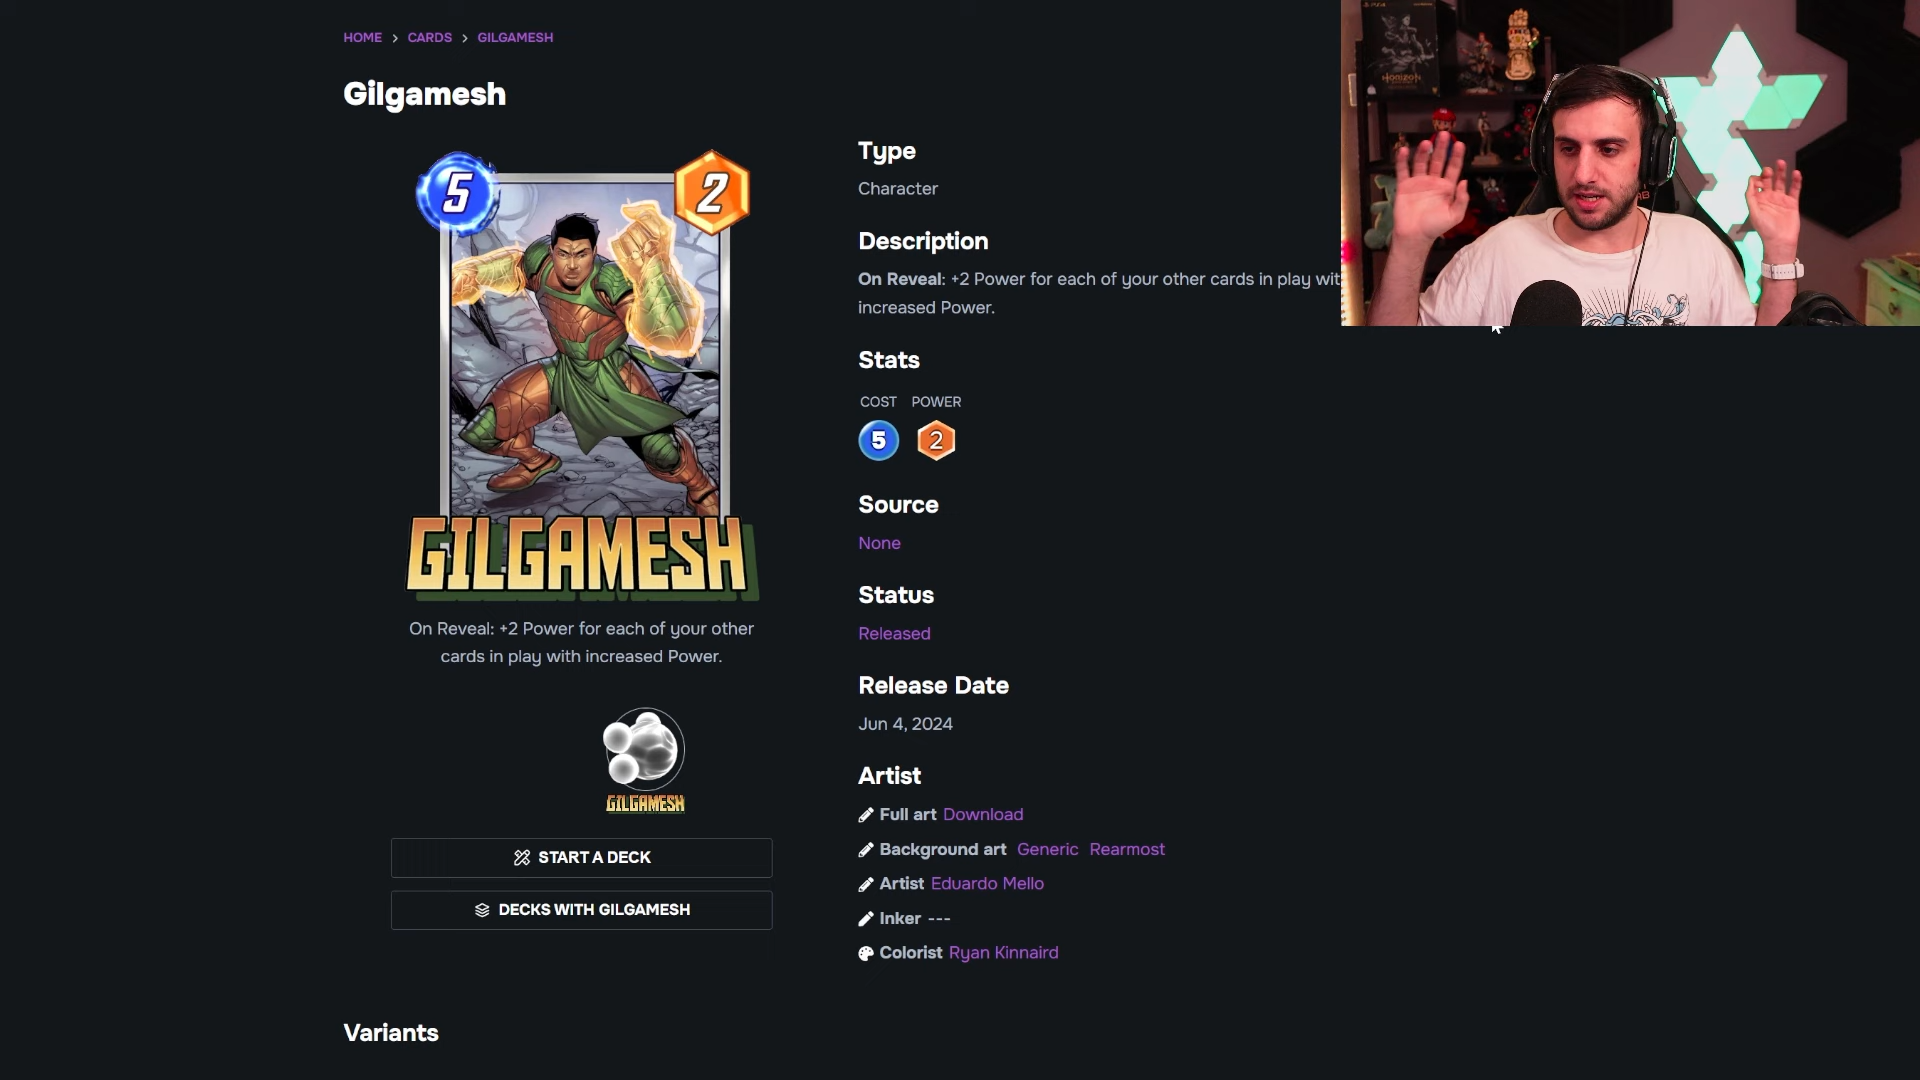 HOME > CARDS > GILGAMESH
Gilgamesh
5
2
GILGAMESH
On Reveal: +2 Power for each of your other
cards in play with increased Power.
GILGAMESH
START A DECK
DECKS WITH GILGAMESH
Type
Character
Description
On Reveal: +2 Power for each of your other cards in play wit
increased Power.
Stats
COST POWER
5 2
Source
None
Status
Released
Release Date
Jun 4, 2024
Artist
Full art Download
Background art Generic Rearmost
Artist Eduardo Mello
Inker ---
Colorist Ryan Kinnaird
Variants
HORIZON